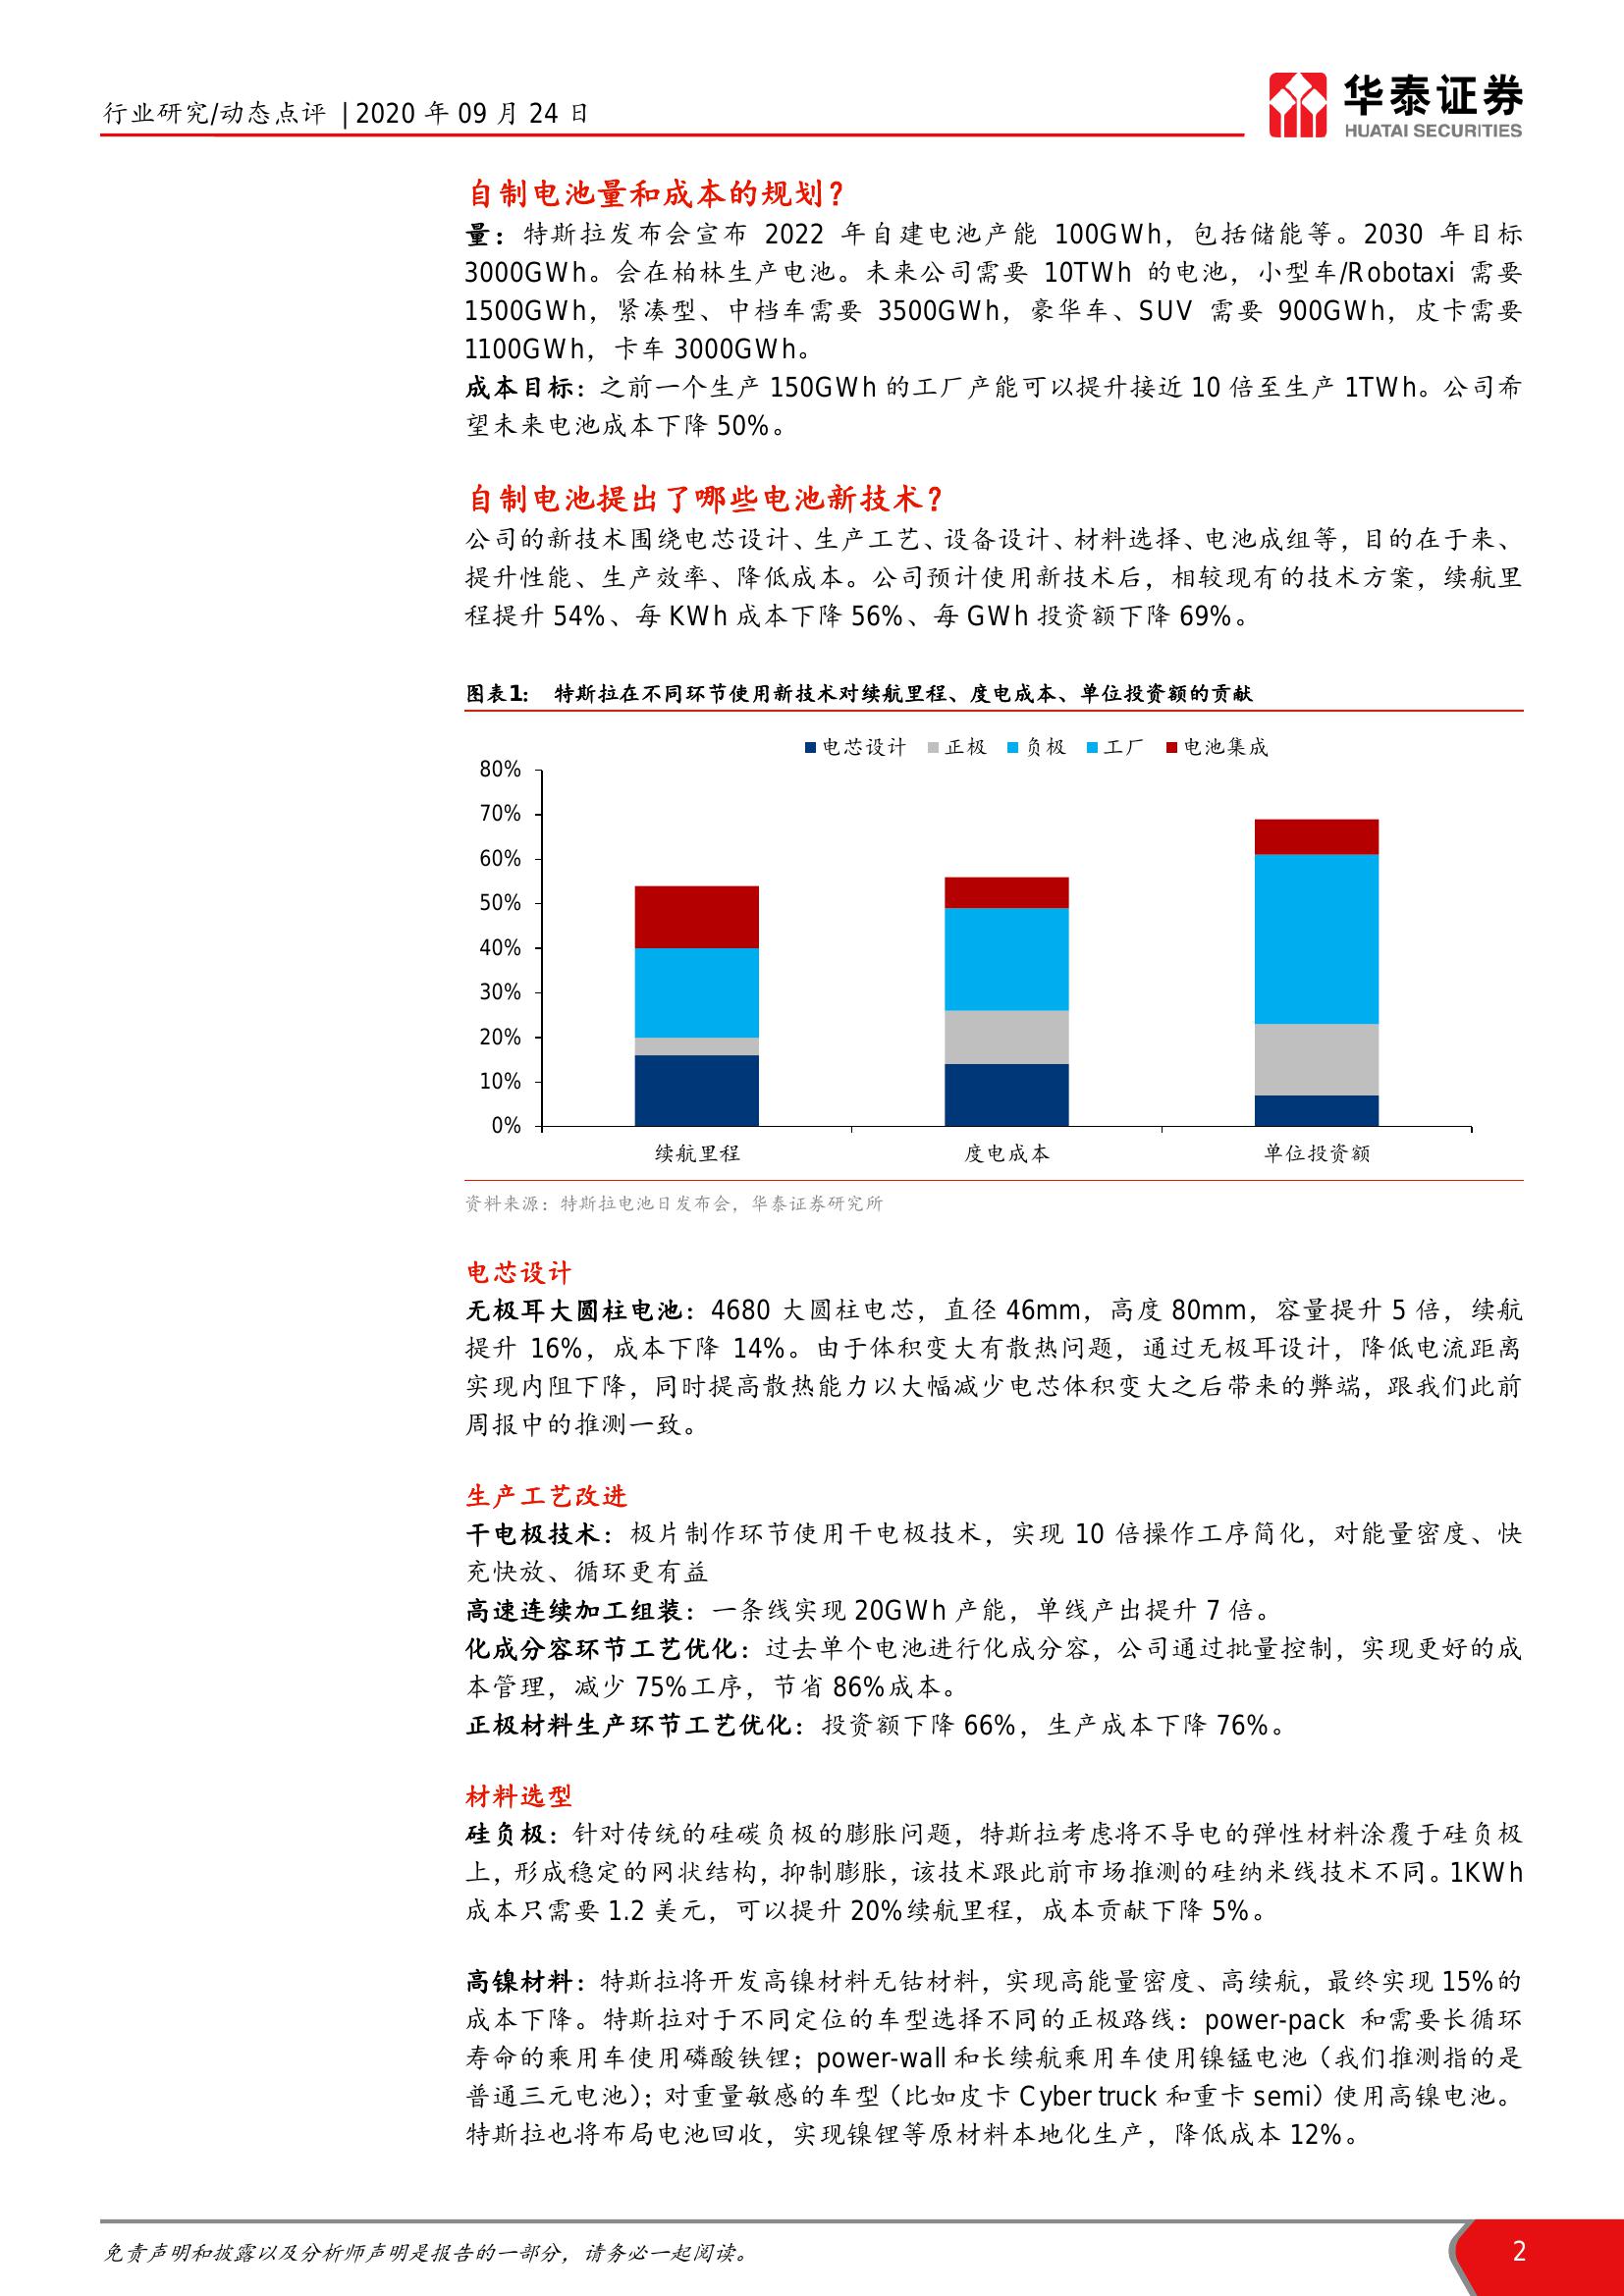 行业研究/动态点评 | 2020 年 09 月 24 日
华泰证券
HUATAI SECURITIES
自制电池量和成本的规划？
量：特斯拉发布会宣布 2022 年自建电池产能 100GWh，包括储能等。2030 年目标
3000GWh。会在柏林生产电池。未来公司需要 10TWh 的电池，小型车/Robotaxi 需要
1500GWh，紧凑型、中档车需要 3500GWh，豪华车、SUV 需要 900GWh，皮卡需要
1100GWh，卡车 3000GWh。
成本目标：之前一个生产 150GWh 的工厂产能可以提升接近 10 倍至生产 1TWh。公司希
望未来电池成本下降 50%。
自制电池提出了哪些电池新技术？
公司的新技术围绕电芯设计、生产工艺、设备设计、材料选择、电池成组等，目的在于来、
提升性能、生产效率、降低成本。公司预计使用新技术后，相较现有的技术方案，续航里
程提升 54%、每 KWh 成本下降 56%、每 GWh 投资额下降 69%。
图表1： 特斯拉在不同环节使用新技术对续航里程、度电成本、单位投资额的贡献
电芯设计 正极 负极 工厂 电池集成
80%
70%
60%
50%
40%
30%
20%
10%
0%
续航里程 度电成本 单位投资额
资料来源：特斯拉电池日发布会，华泰证券研究所
电芯设计
无极耳大圆柱电池：4680 大圆柱电芯，直径 46mm，高度 80mm，容量提升 5 倍，续航
提升 16%，成本下降 14%。由于体积变大有散热问题，通过无极耳设计，降低电流距离
实现内阻下降，同时提高散热能力以大幅减少电芯体积变大之后带来的弊端，跟我们此前
周报中的推测一致。
生产工艺改进
干电极技术：极片制作环节使用干电极技术，实现 10 倍操作工序简化，对能量密度、快
充快放、循环更有益
高速连续加工组装：一条线实现 20GWh 产能，单线产出提升 7 倍。
化成分容环节工艺优化：过去单个电池进行化成分容，公司通过批量控制，实现更好的成
本管理，减少 75%工序，节省 86%成本。
正极材料生产环节工艺优化：投资额下降 66%，生产成本下降 76%。
材料选型
硅负极：针对传统的硅碳负极的膨胀问题，特斯拉考虑将不导电的弹性材料涂覆于硅负极
上，形成稳定的网状结构，抑制膨胀，该技术跟此前市场推测的硅纳米线技术不同。1KWh
成本只需要 1.2 美元，可以提升 20%续航里程，成本贡献下降 5%。
高镍材料：特斯拉将开发高镍材料无钴材料，实现高能量密度、高续航，最终实现 15%的
成本下降。特斯拉对于不同定位的车型选择不同的正极路线：power-pack 和需要长循环
寿命的乘用车使用磷酸铁锂；power-wall 和长续航乘用车使用镍锰电池（我们推测指的是
普通三元电池）；对重量敏感的车型（比如皮卡 Cyber truck 和重卡 semi）使用高镍电池。
特斯拉也将布局电池回收，实现镍锂等原材料本地化生产，降低成本 12%。
免责声明和披露以及分析师声明是报告的一部分，请务必一起阅读。
2